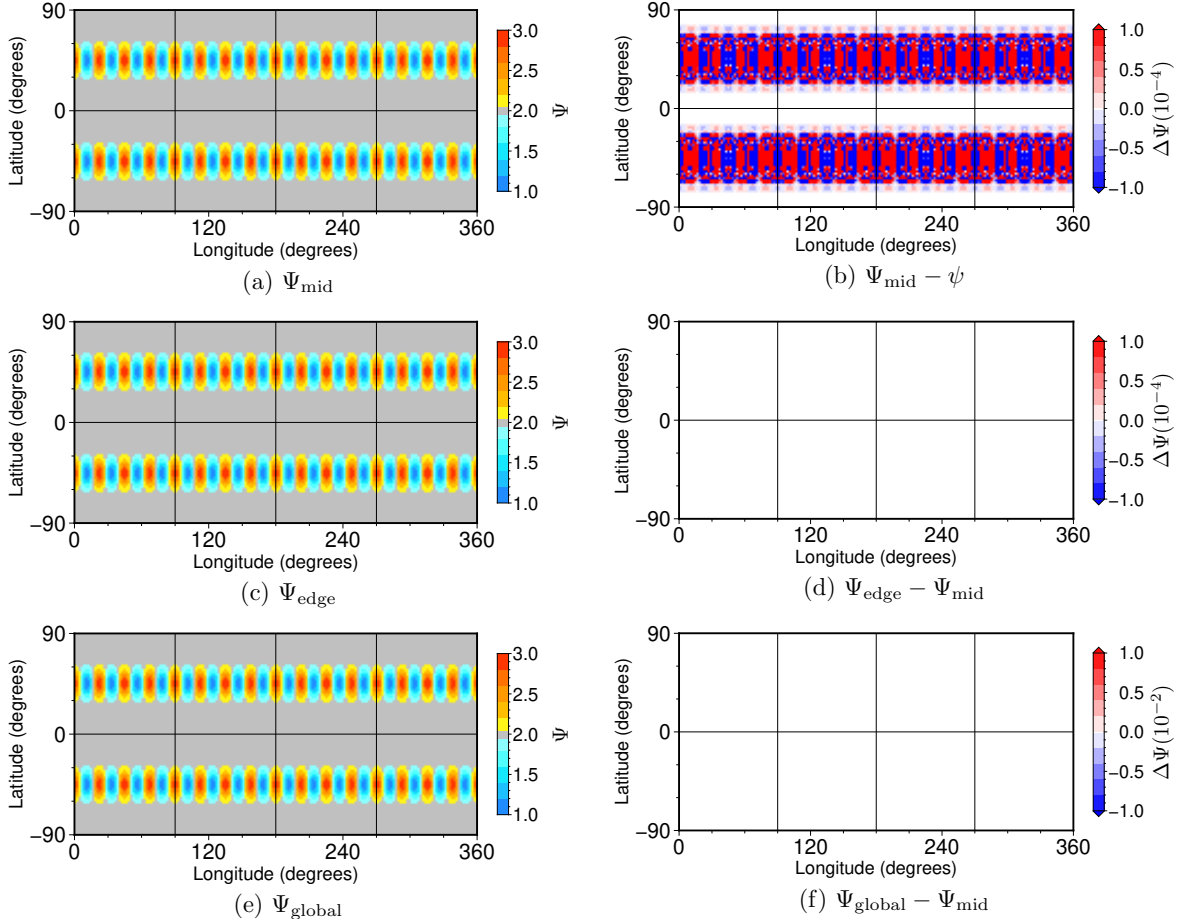 90
0
−90
Latitude (degrees)
0 120 240 360
Longitude (degrees)
3.0
2.5
2.0
1.5
1.0
Ψ
(a) Ψmid
90
0
−90
Latitude (degrees)
0 120 240 360
Longitude (degrees)
1.0
0.5
0.0
−0.5
−1.0
ΔΨ(10−4)
(b) Ψmid − ψ
90
0
−90
Latitude (degrees)
0 120 240 360
Longitude (degrees)
3.0
2.5
2.0
1.5
1.0
Ψ
(c) Ψedge
90
0
−90
Latitude (degrees)
0 120 240 360
Longitude (degrees)
1.0
0.5
0.0
−0.5
−1.0
ΔΨ(10−4)
(d) Ψedge − Ψmid
90
0
−90
Latitude (degrees)
0 120 240 360
Longitude (degrees)
3.0
2.5
2.0
1.5
1.0
Ψ
(e) Ψglobal
90
0
−90
Latitude (degrees)
0 120 240 360
Longitude (degrees)
1.0
0.5
0.0
−0.5
−1.0
ΔΨ(10−2)
(f) Ψglobal − Ψmid